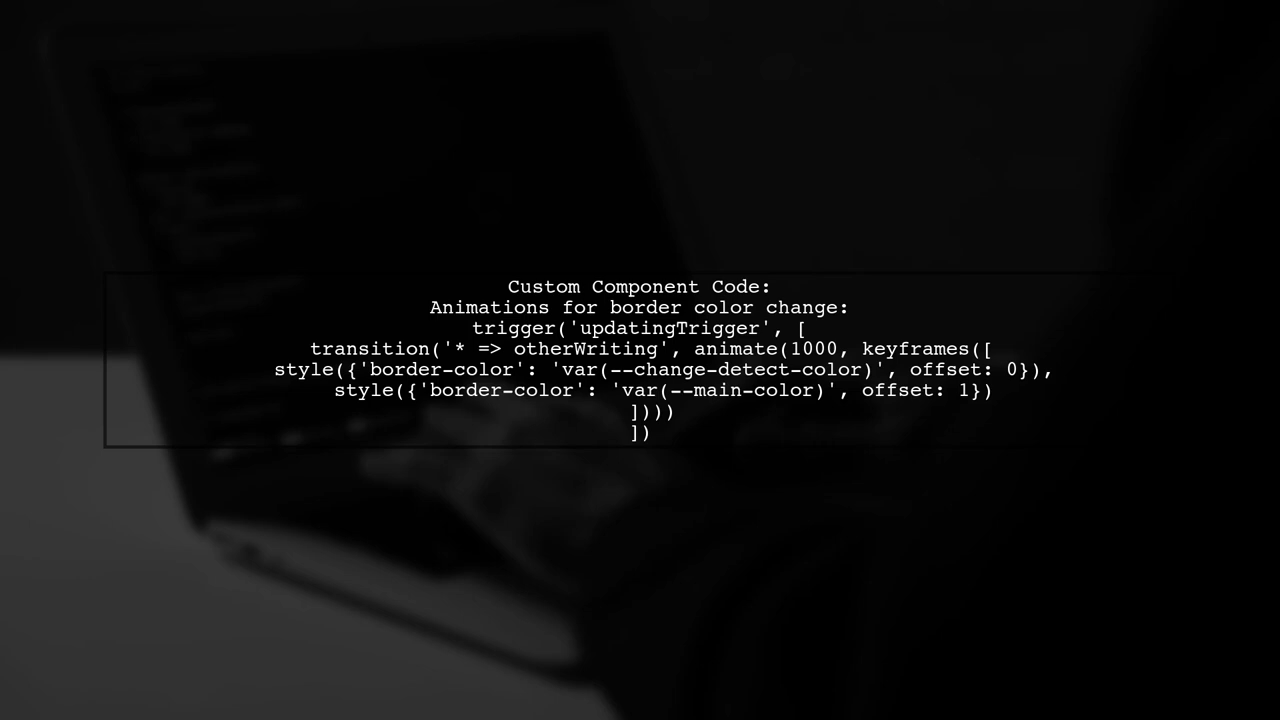 Custom Component Code:
Animations for border color change:
trigger('updatingTrigger', [
transition('* => otherWriting', animate(1000, keyframes([
style({'border-color': 'var(--change-detect-color)', offset: 0}),
style({'border-color': 'var(--main-color)', offset: 1})
])))
])